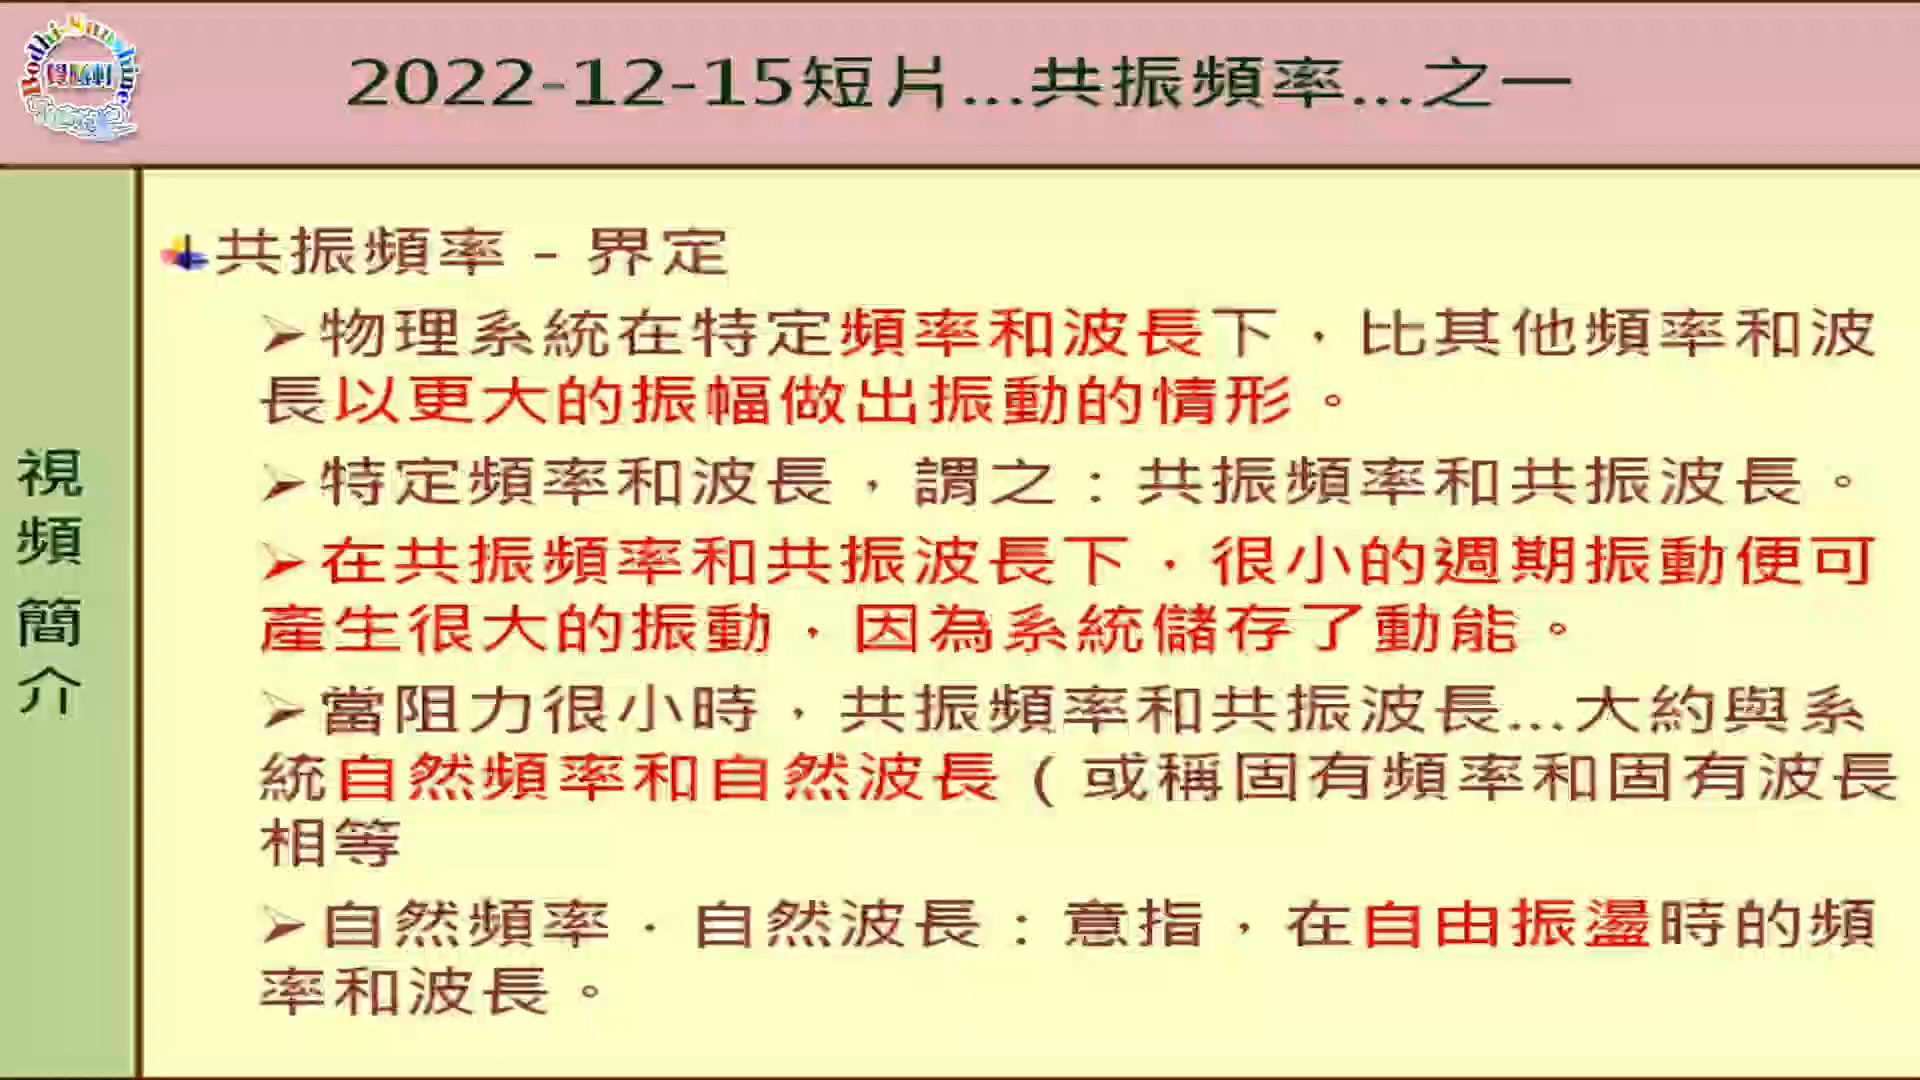 Bodhi Sunshine
覺勝軒
2022-12-15短片...共振頻率...之一
視頻簡介
共振頻率 - 界定
物理系統在特定頻率和波長下，比其他頻率和波
長以更大的振幅做出振動的情形。
特定頻率和波長，謂之：共振頻率和共振波長。
在共振頻率和共振波長下，很小的週期振動便可
產生很大的振動，因為系統儲存了動能。
當阻力很小時，共振頻率和共振波長...大約與系
統自然頻率和自然波長（或稱固有頻率和固有波長
相等
自然頻率．自然波長：意指，在自由振盪時的頻
率和波長。